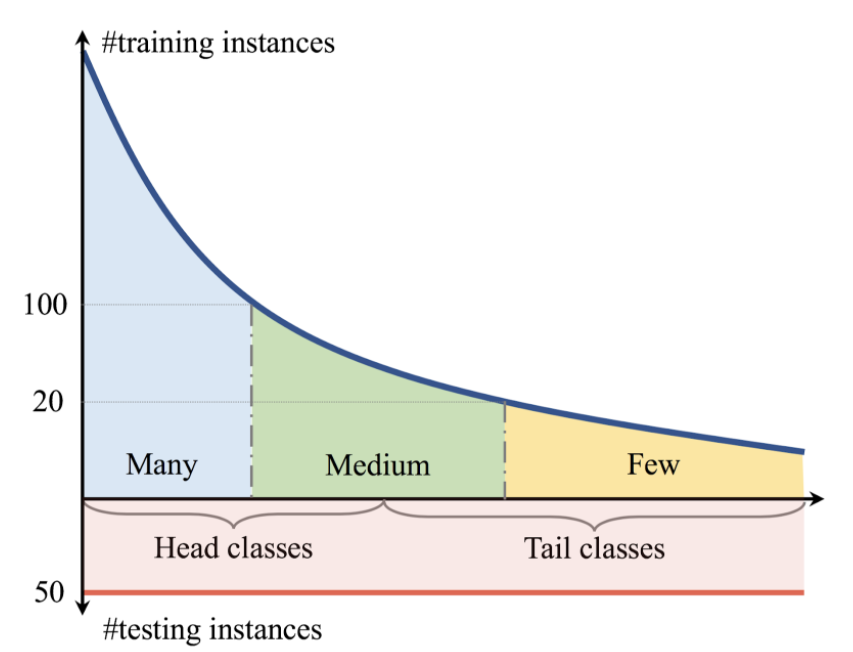 #training instances
100
20
Many
Medium
Few
Head classes
Tail classes
50
#testing instances